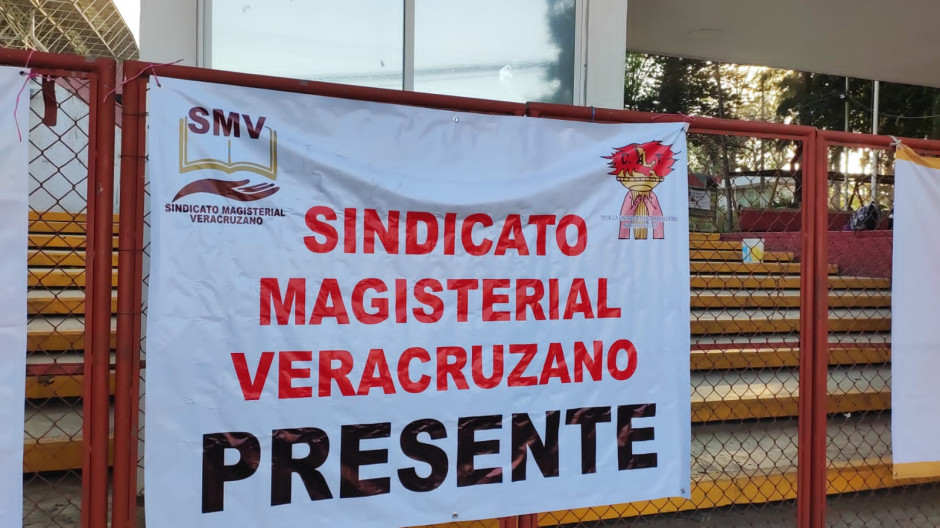 SMV
SINDICATO MAGISTERIAL
VERACRUZANO
C.A.T
SINDICATO
MAGISTERIAL
VERACRUZANO
PRESENTE